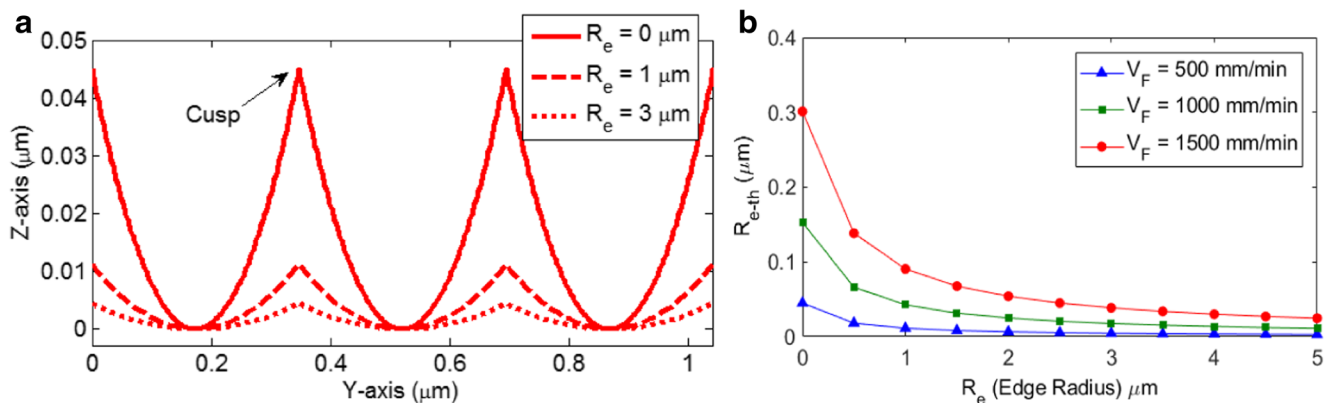 a
0.05
0.04
0.03
0.02
0.01
0
Z-axis (μm)
Cusp
R_e = 0 μm
R_e = 1 μm
R_e = 3 μm
0 0.2 0.4 0.6 0.8 1
Y-axis (μm)
b
0.4
0.3
0.2
0.1
0
R_e-th (μm)
V_F = 500 mm/min
V_F = 1000 mm/min
V_F = 1500 mm/min
0 1 2 3 4 5
R_e (Edge Radius) μm